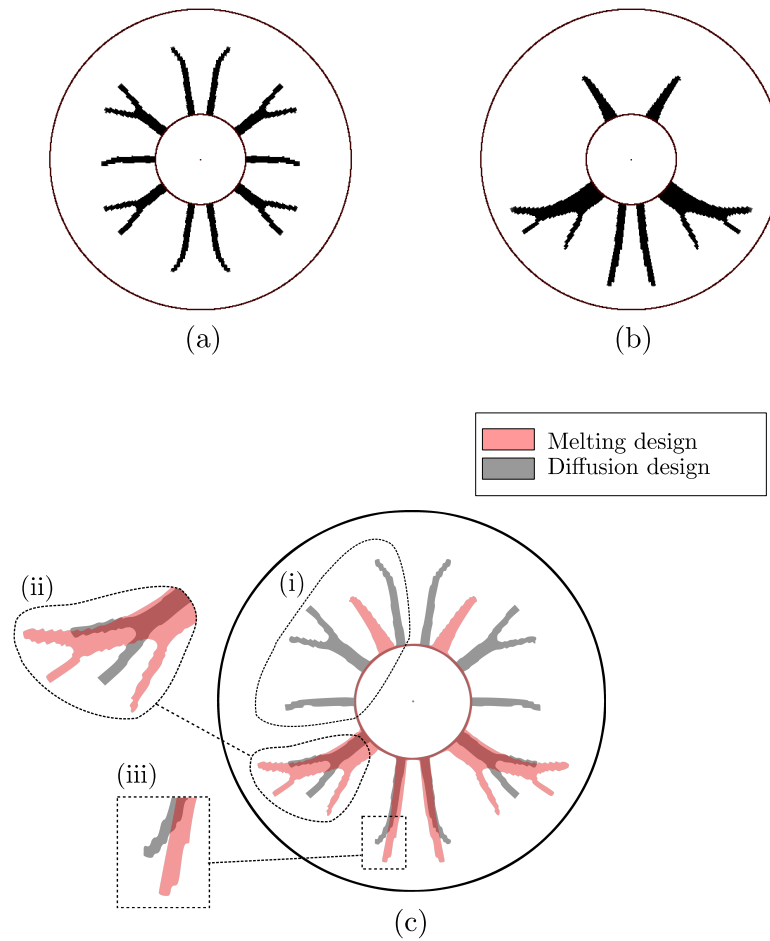 (a)
(b)
Melting design
Diffusion design
(i)
(ii)
(iii)
(c)